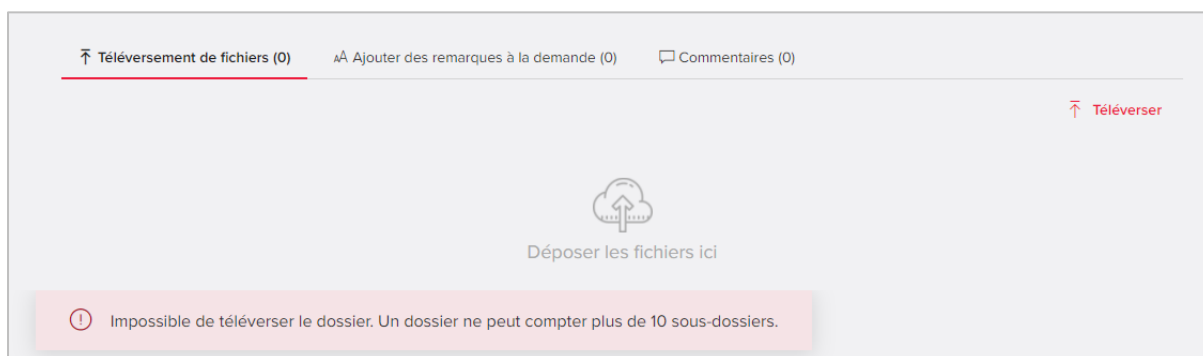 Téléversement de fichiers (0) AA Ajouter des remarques à la demande (0) Commentaires (0)
Téléverser
Déposer les fichiers ici
Impossible de téléverser le dossier. Un dossier ne peut compter plus de 10 sous-dossiers.